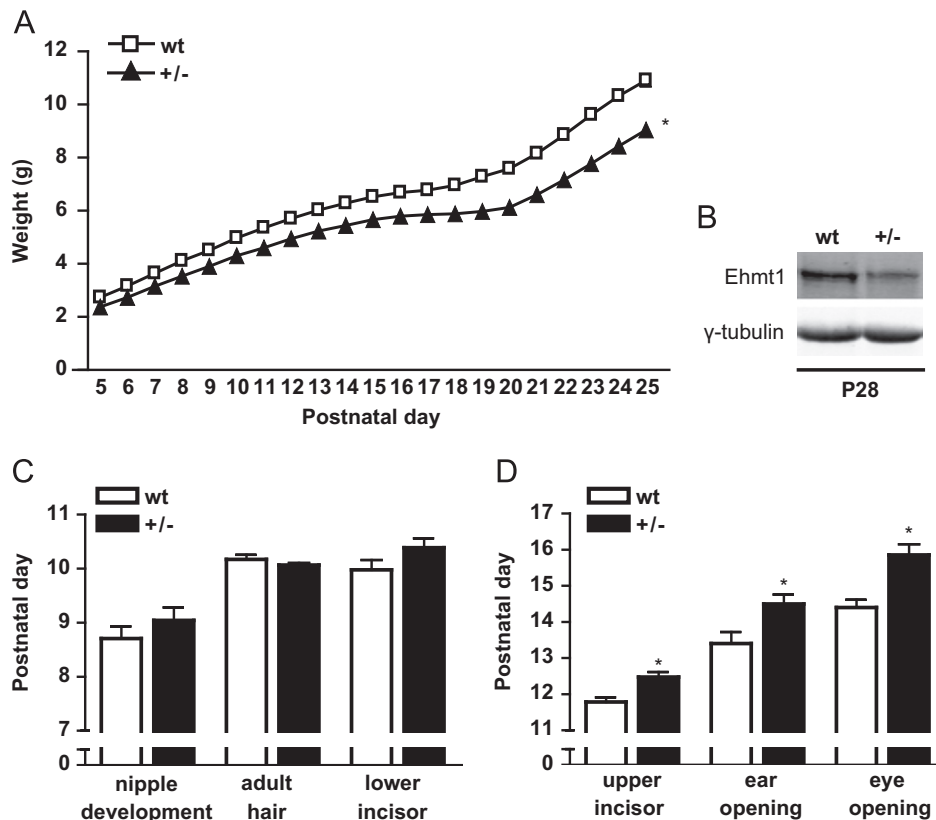 A
wt
+/-
12
10
8
6
4
2
0
Weight (g)
5 6 7 8 9 10 11 12 13 14 15 16 17 18 19 20 21 22 23 24 25
Postnatal day
*
B
wt +/-
Ehmt1
γ-tubulin
P28
C
wt
+/-
11
10
9
8
7
0
Postnatal day
nipple development
adult hair
lower incisor
D
wt
+/-
17
16
15
14
13
12
11
0
Postnatal day
*
*
*
upper incisor
ear opening
eye opening